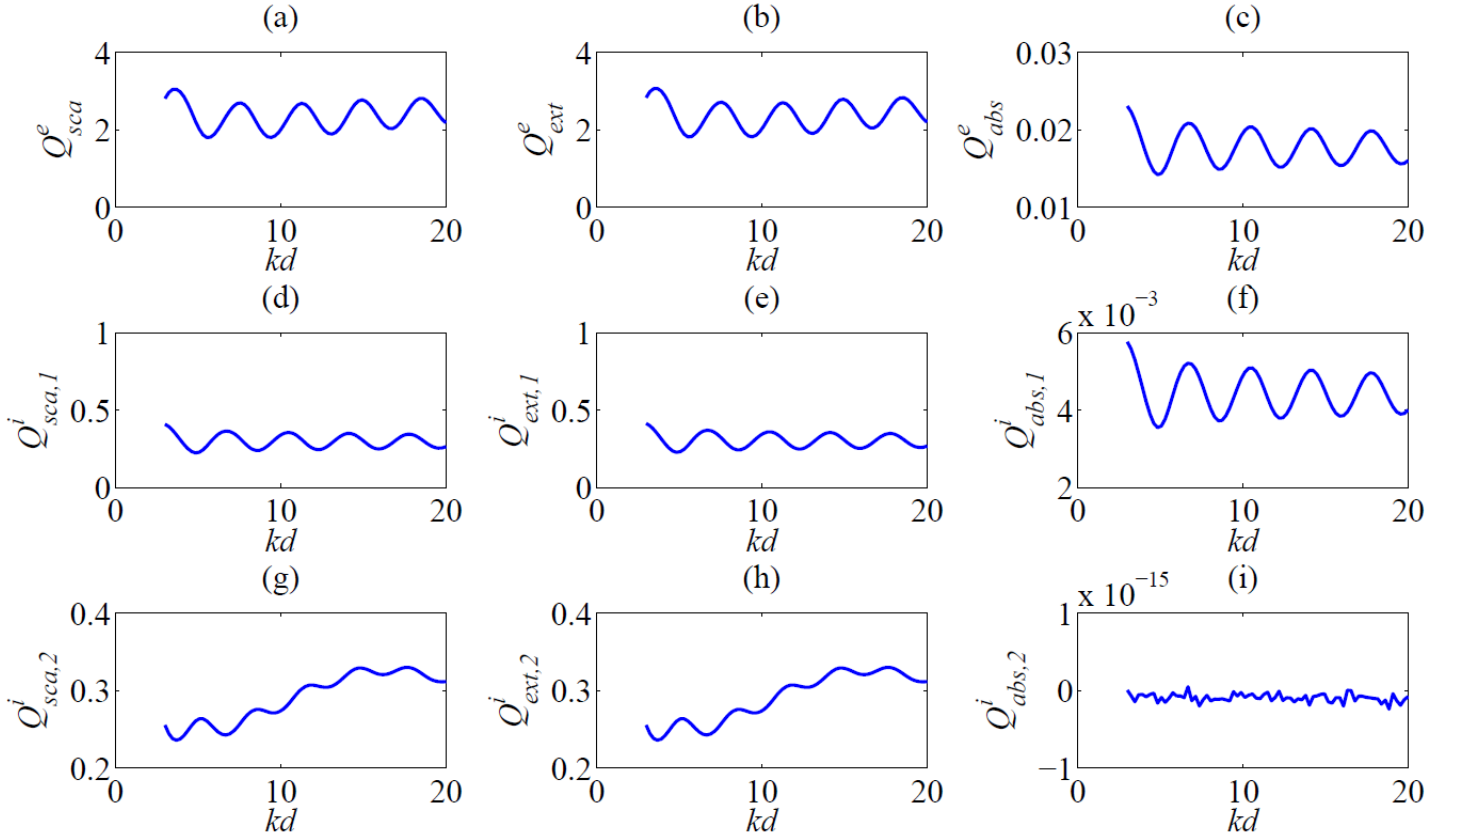 (a) (b) (c)
4 4 0.03
Q^e_sca 2 Q^e_ext 2 Q^e_abs 0.02
0 0 0.01
0 10 20 0 10 20 0 10 20
kd kd kd
(d) (e) (f)
x 10^−3
1 1 6
Q^i_sca,1 0.5 Q^i_ext,1 0.5 Q^i_abs,1 4
0 0 2
0 10 20 0 10 20 0 10 20
kd kd kd
(g) (h) (i)
x 10^−15
0.4 0.4 1
Q^i_sca,2 0.3 Q^i_ext,2 0.3 Q^i_abs,2 0
0.2 0.2 −1
0 10 20 0 10 20 0 10 20
kd kd kd